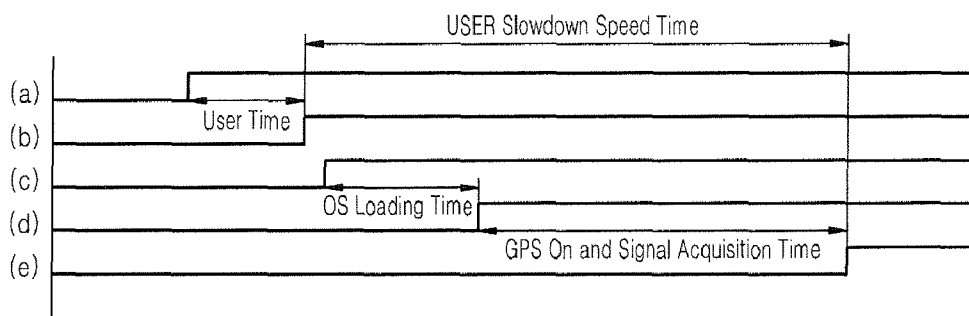 USER Slowdown Speed Time
(a)
User Time
(b)
(c)
OS Loading Time
(d)
GPS On and Signal Acquisition Time
(e)